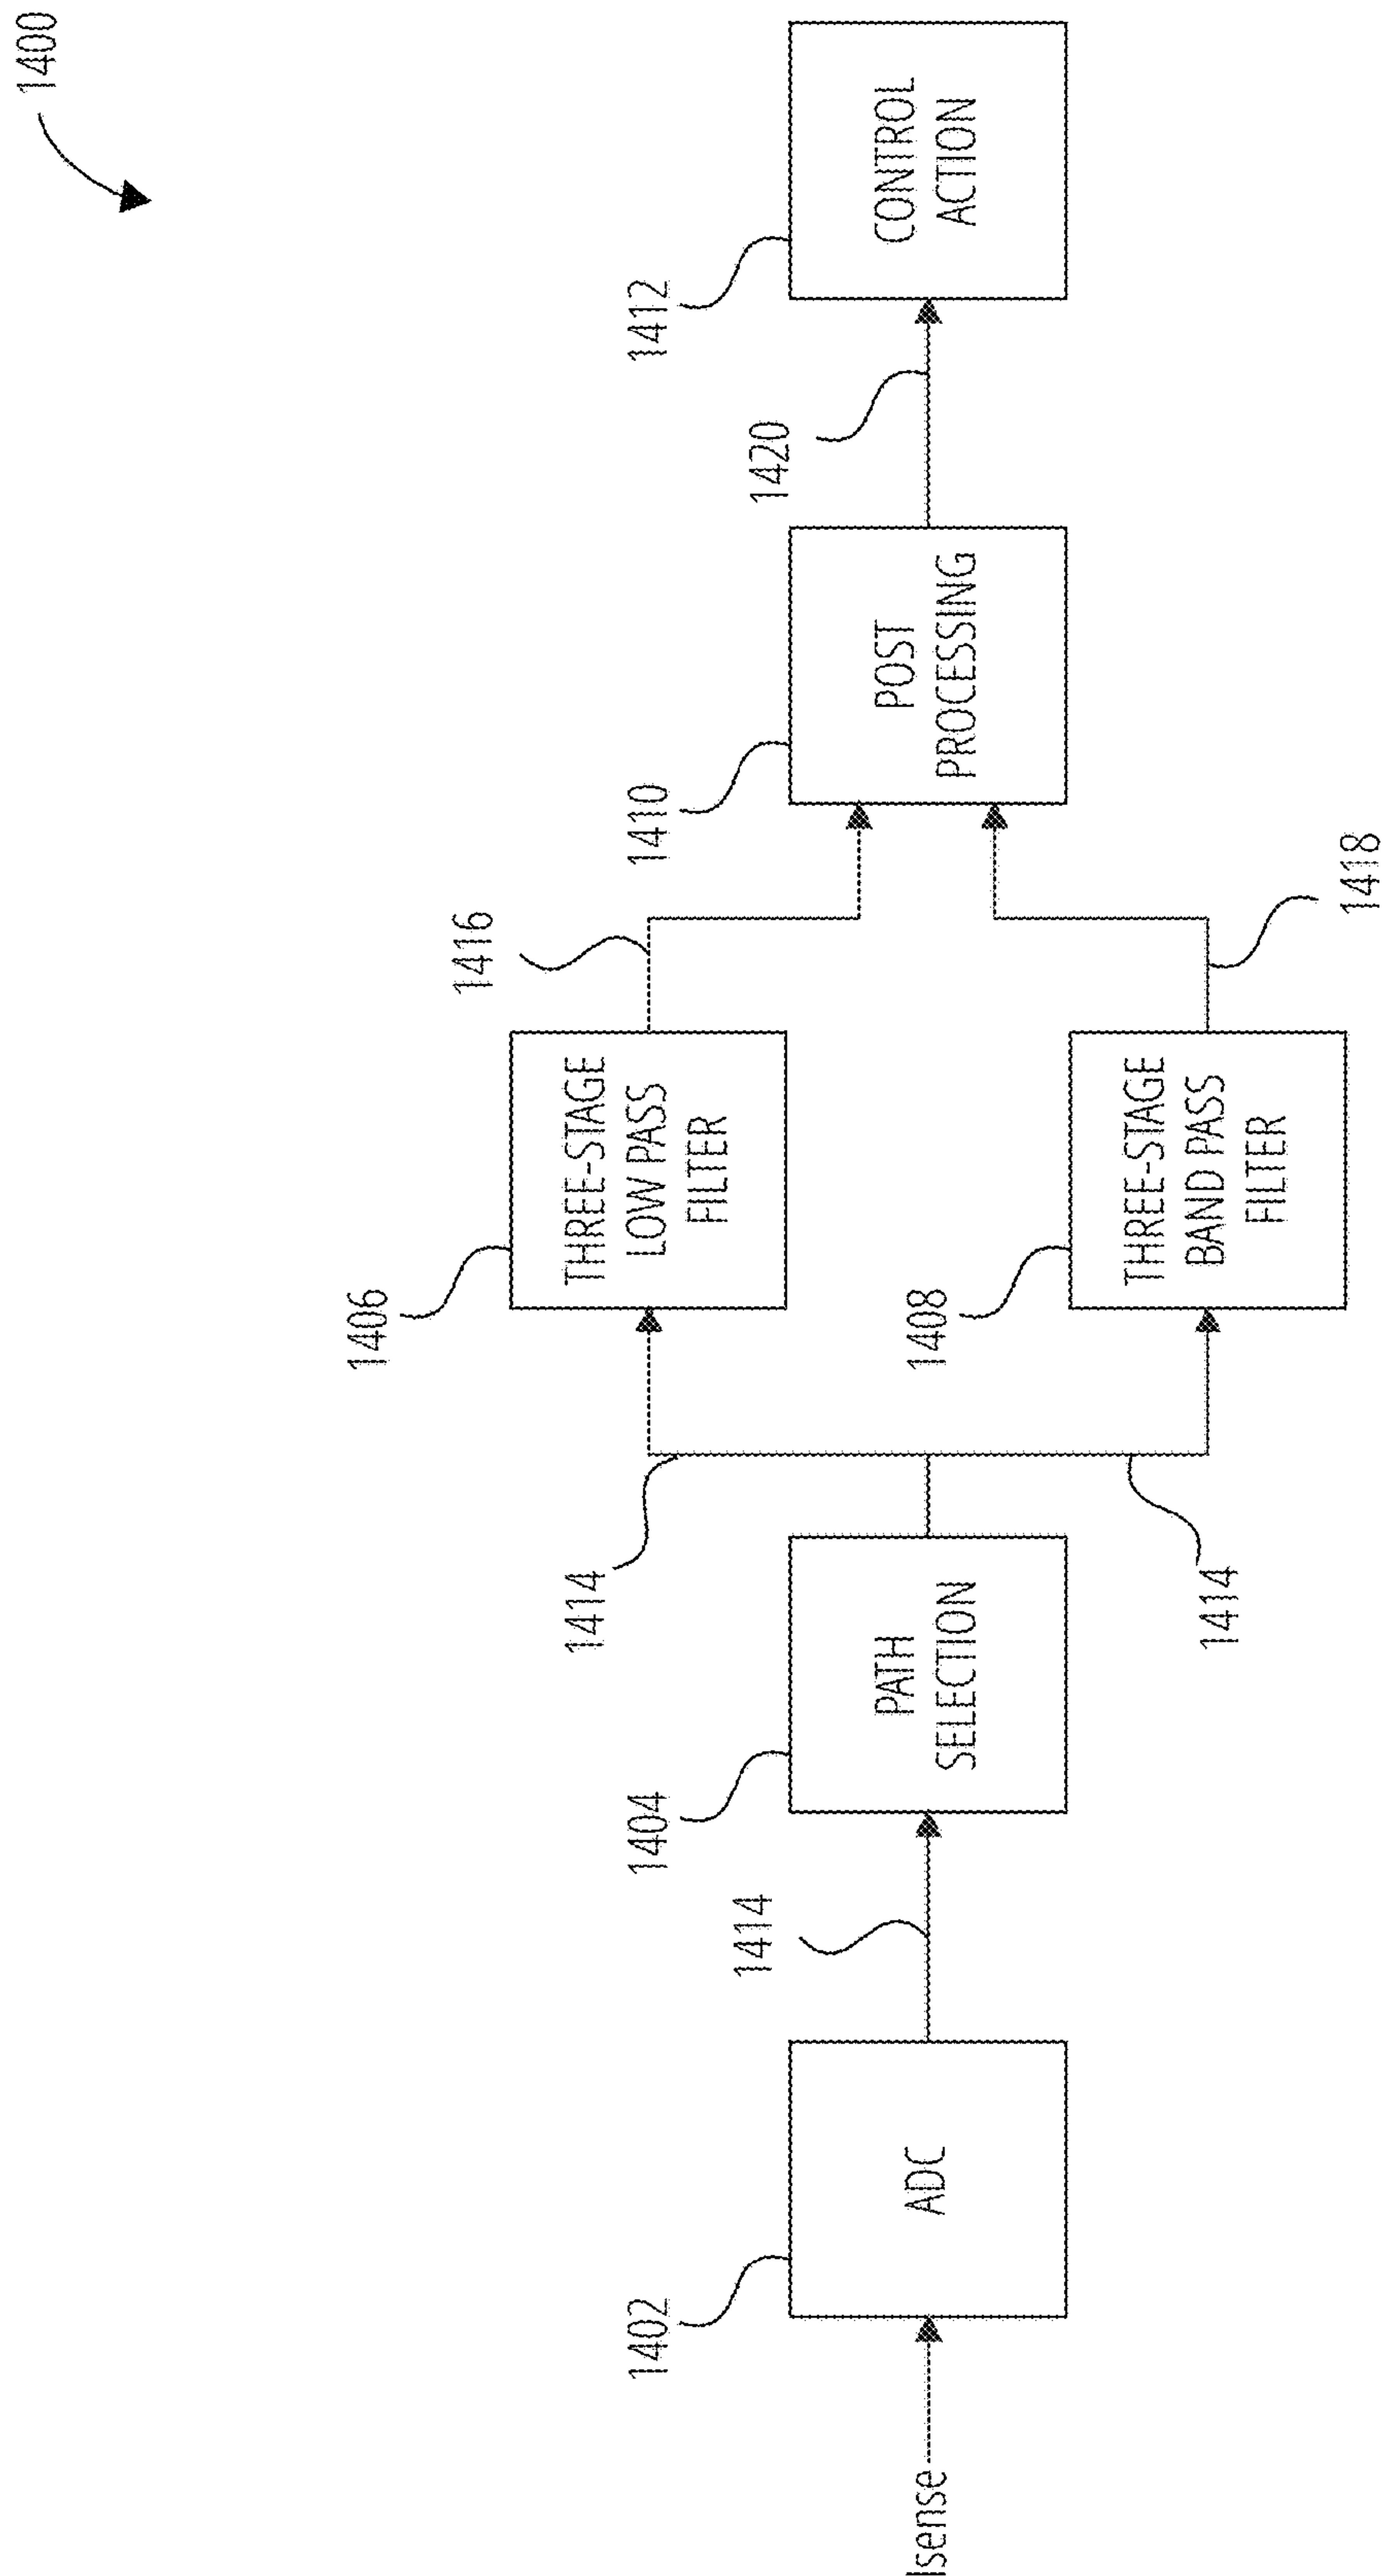 1400
Isense
1402
ADC
1414
1404
PATH
SELECTION
1414
1414
1406
THREE-STAGE
LOW PASS
FILTER
1408
THREE-STAGE
BAND PASS
FILTER
1416
1418
1410
POST
PROCESSING
1420
1412
CONTROL
ACTION